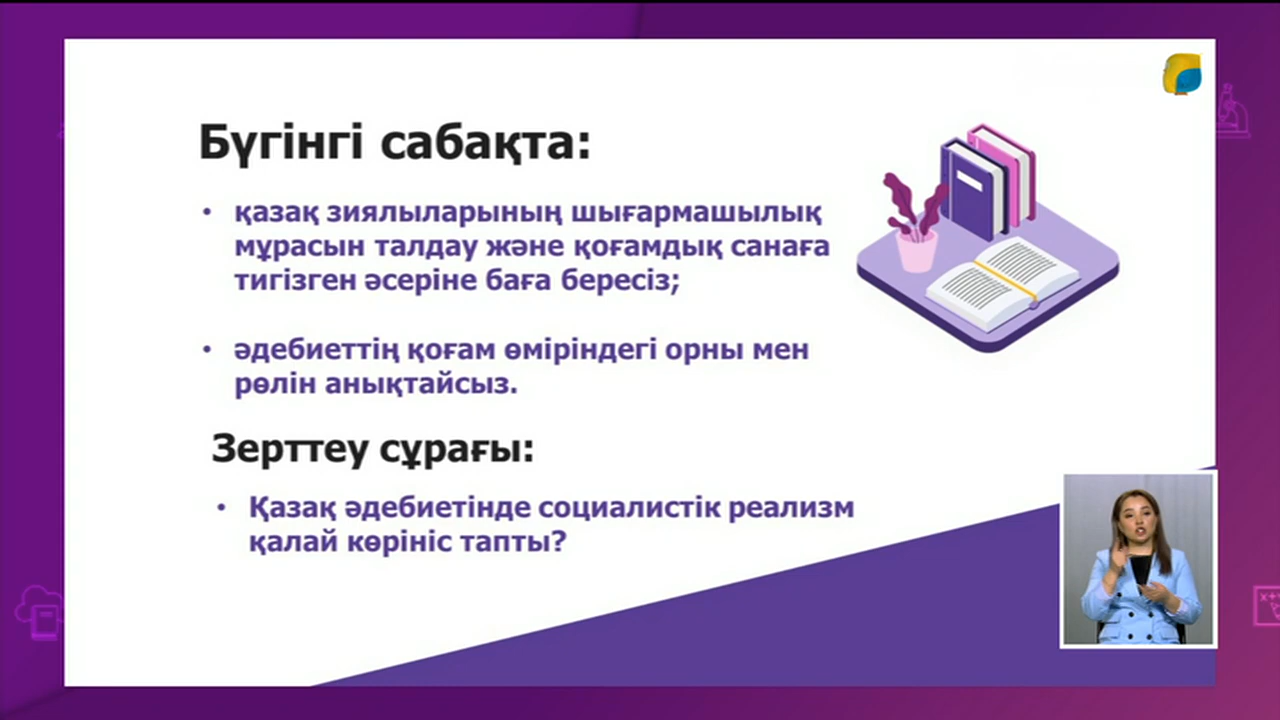 Бүгінгі сабақта:
• қазақ зиялыларының шығармашылық
мұрасын талдау және қоғамдық санаға
тигізген әсеріне баға бересіз;
• әдебиеттің қоғам өміріндегі орны мен
рөлін анықтайсыз.
Зерттеу сұрағы:
• Қазақ әдебиетінде социалистік реализм
қалай көрініс тапты?